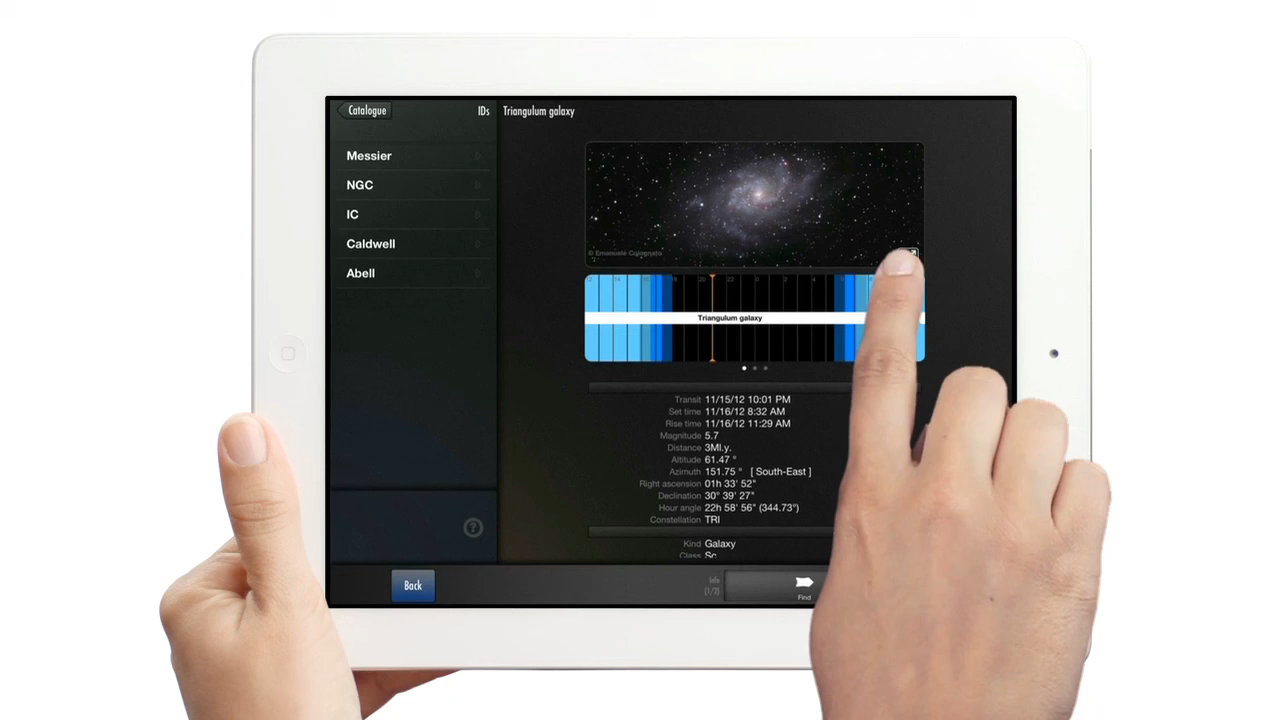 Catalogue
IDs
Messier
NGC
IC
Caldwell
Abell
Triangulum galaxy
Triangulum galaxy
Transit 11/15/12 10:01 PM
Set time 11/16/12 8:32 AM
Rise time 11/16/12 11:29 AM
Magnitude 5.7
Distance 3Ml.y.
Altitude 61.47 °
Azimuth 151.75 ° [ South-East ]
Right ascension 01h 33' 52"
Declination 30° 39' 27"
Hour angle 22h 58' 56" (344.73°)
Constellation TRI
Kind Galaxy
Class Sc
?
Back
Info
Find